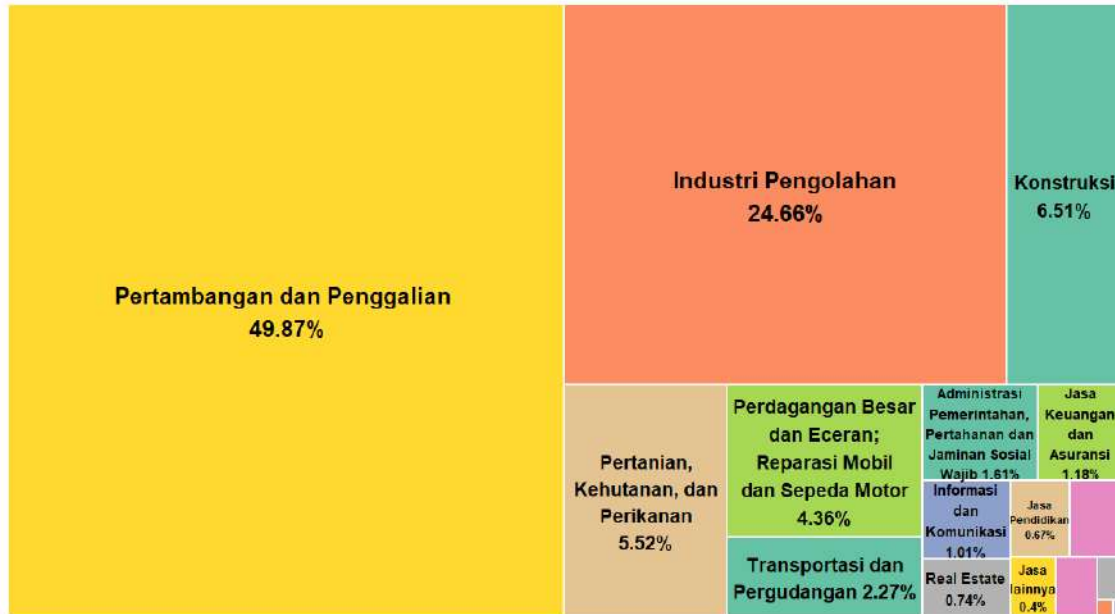 Pertambangan dan Penggalian
49.87%
Industri Pengolahan
24.66%
Konstruksi
6.51%
Pertanian,
Kehutanan, dan
Perikanan
5.52%
Perdagangan Besar
dan Eceran;
Reparasi Mobil
dan Sepeda Motor
4.36%
Transportasi dan
Pergudangan 2.27%
Administrasi
Pemerintahan,
Pertahanan dan
Jaminan Sosial
Wajib 1.61%
Jasa
Keuangan
dan
Asuransi
1.18%
Informasi
dan
Komunikasi
1.01%
Jasa
Pendidikan
0.67%
Real Estate
0.74%
Jasa
lainnya
0.4%